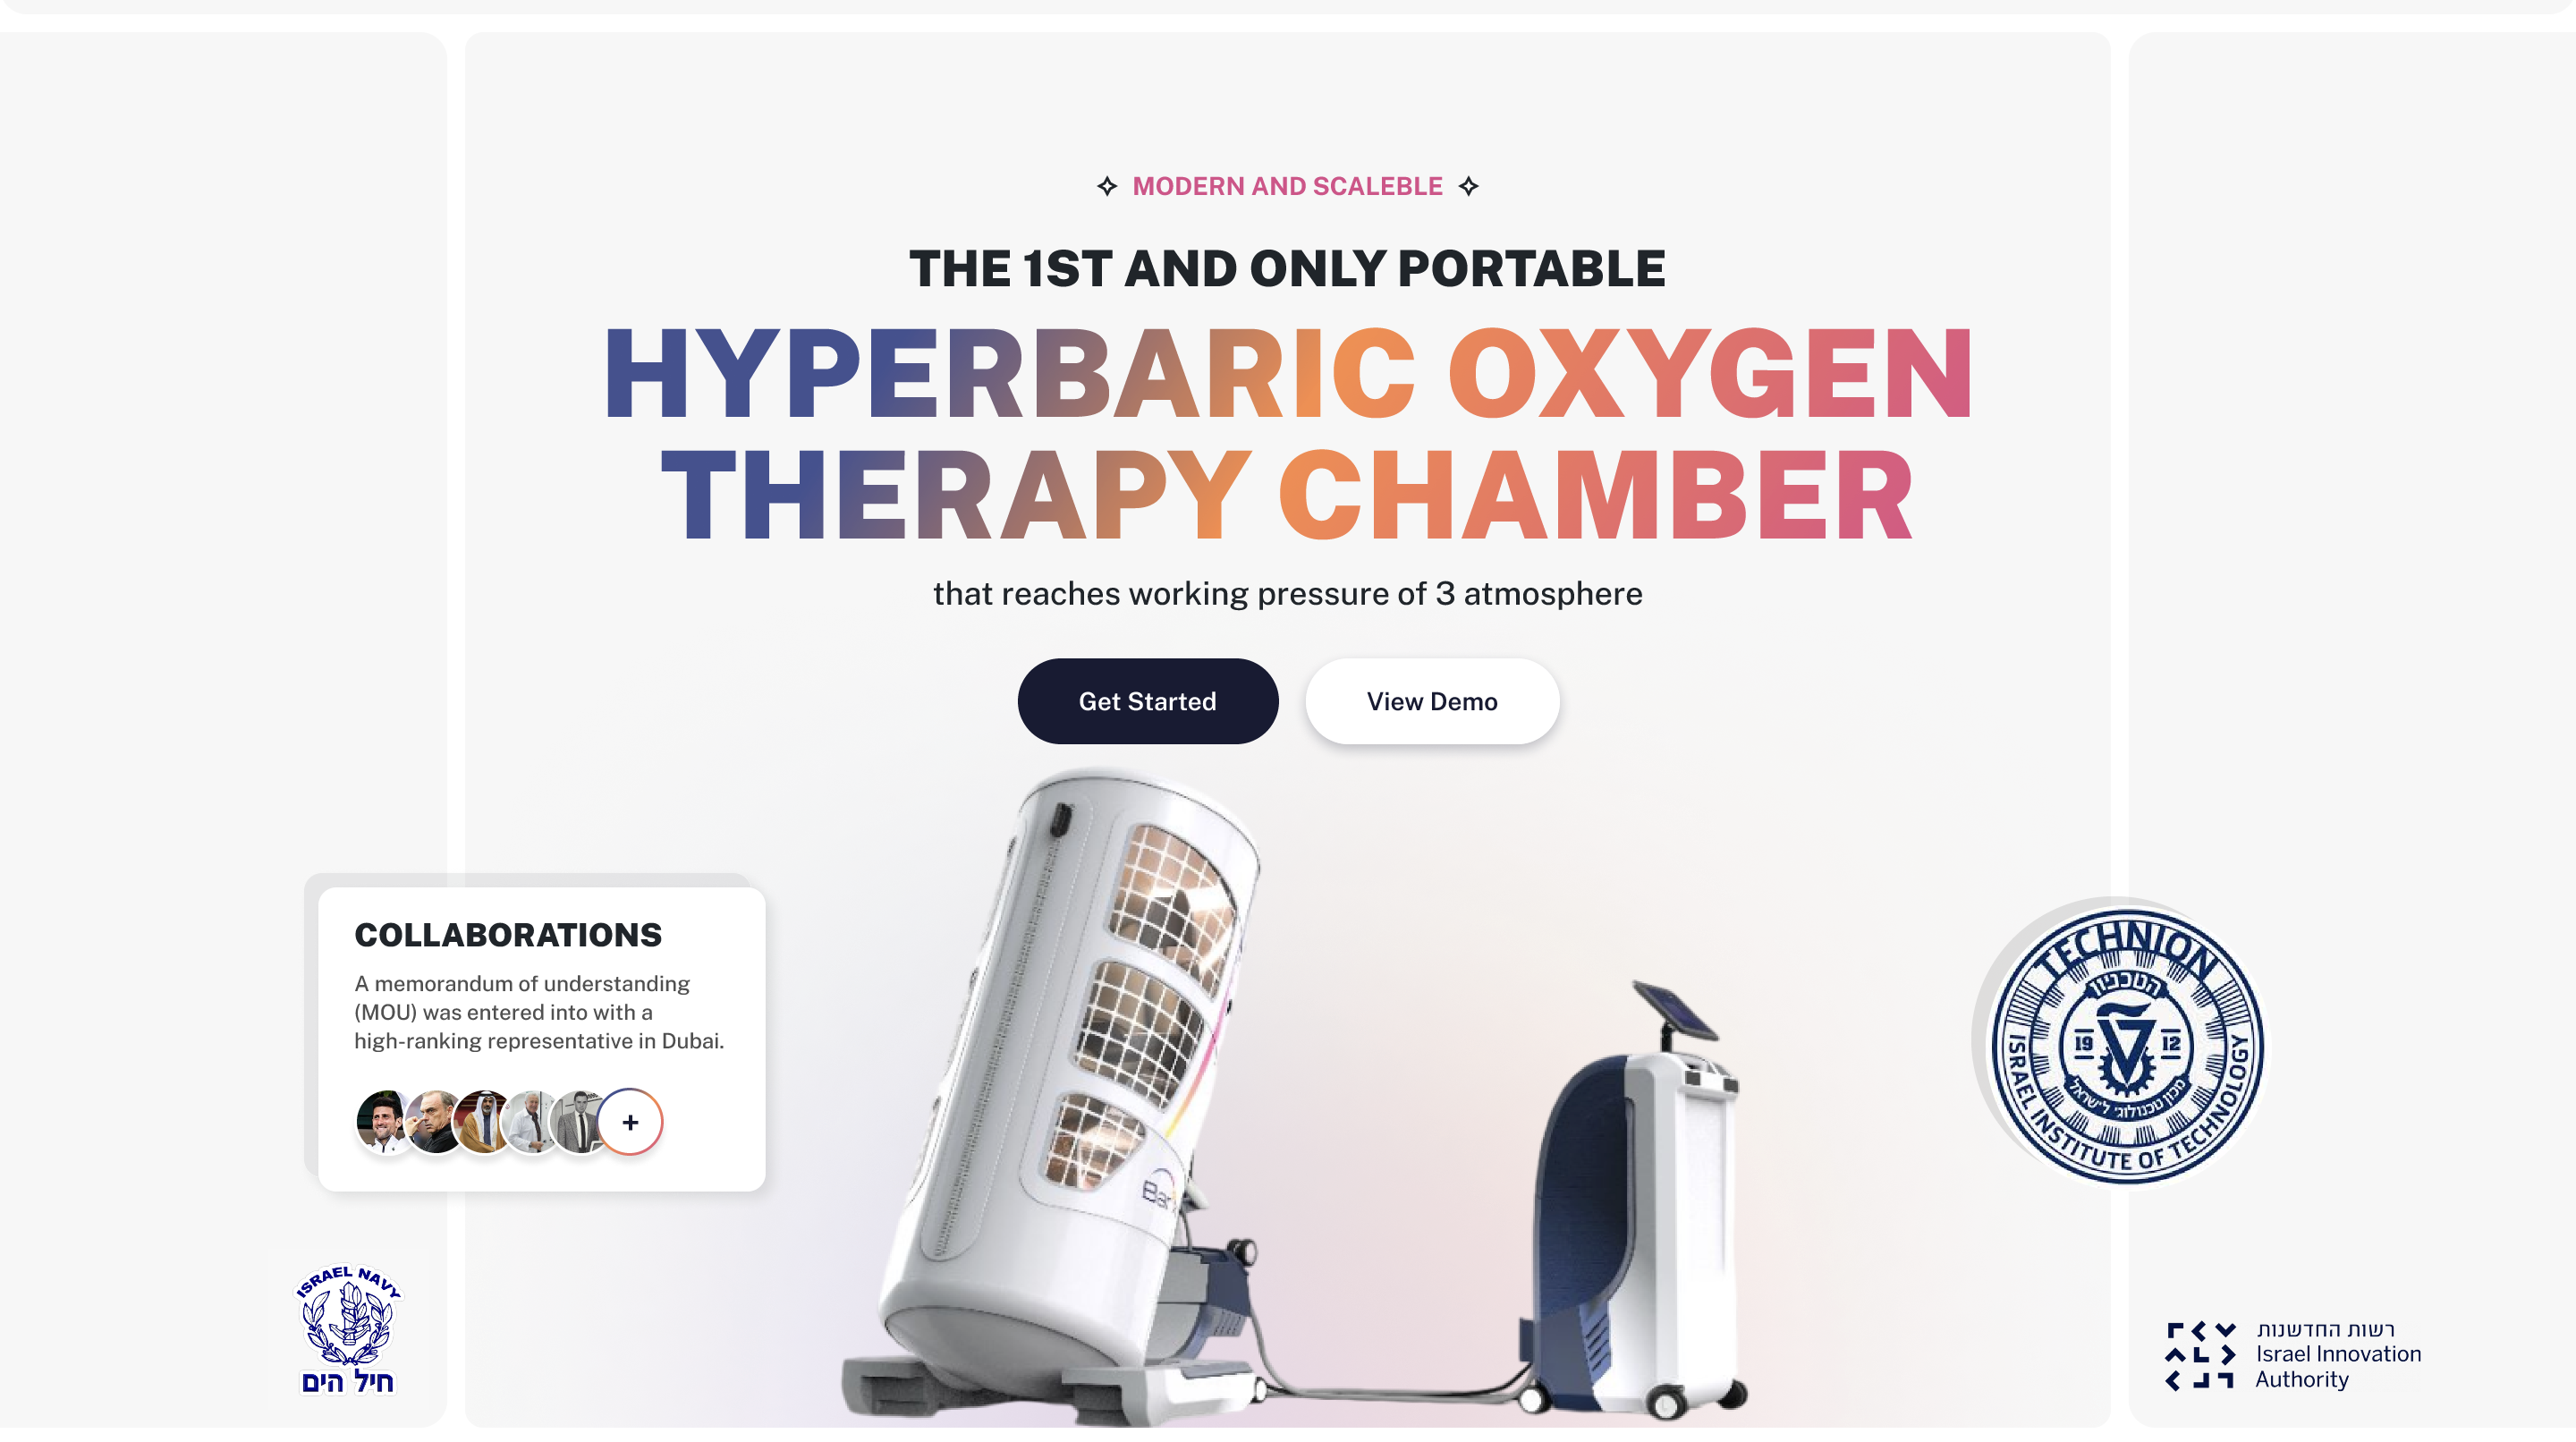 MODERN AND SCALEBLE
THE 1ST AND ONLY PORTABLE
HYPERBARIC OXYGEN
THERAPY CHAMBER
that reaches working pressure of 3 atmosphere
Get Started
View Demo
COLLABORATIONS
A memorandum of understanding
(MOU) was entered into with a
high-ranking representative in Dubai.
+
TECHNION
הטכניון
19 12
מכון טכנולוגי לישראל
ISRAEL INSTITUTE OF TECHNOLOGY
ISRAEL NAVY
חיל הים
רשות החדשנות
Israel Innovation
Authority